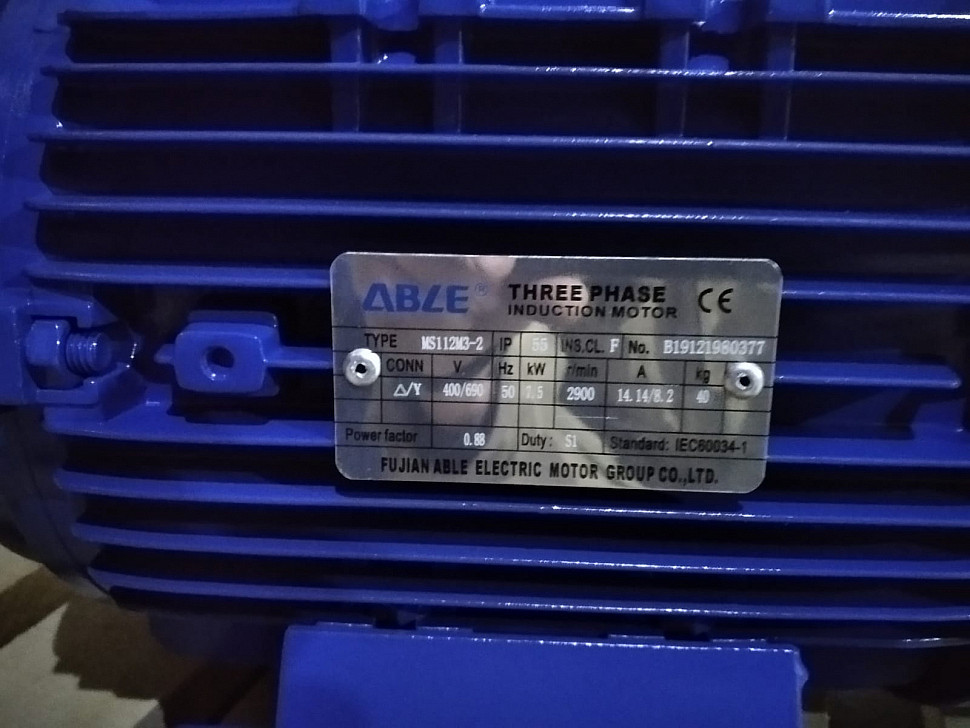 ABLE® THREE PHASE INDUCTION MOTOR CE
TYPE MS112M3-2 IP 55 INS.CL. F No. B19121980377
CONN V Hz kW r/min A kg
△/Y 400/690 50 7.5 2900 14.14/8.2 40
Power factor 0.88 Duty: S1 Standard: IEC60034-1
FUJIAN ABLE ELECTRIC MOTOR GROUP CO.,LTD.